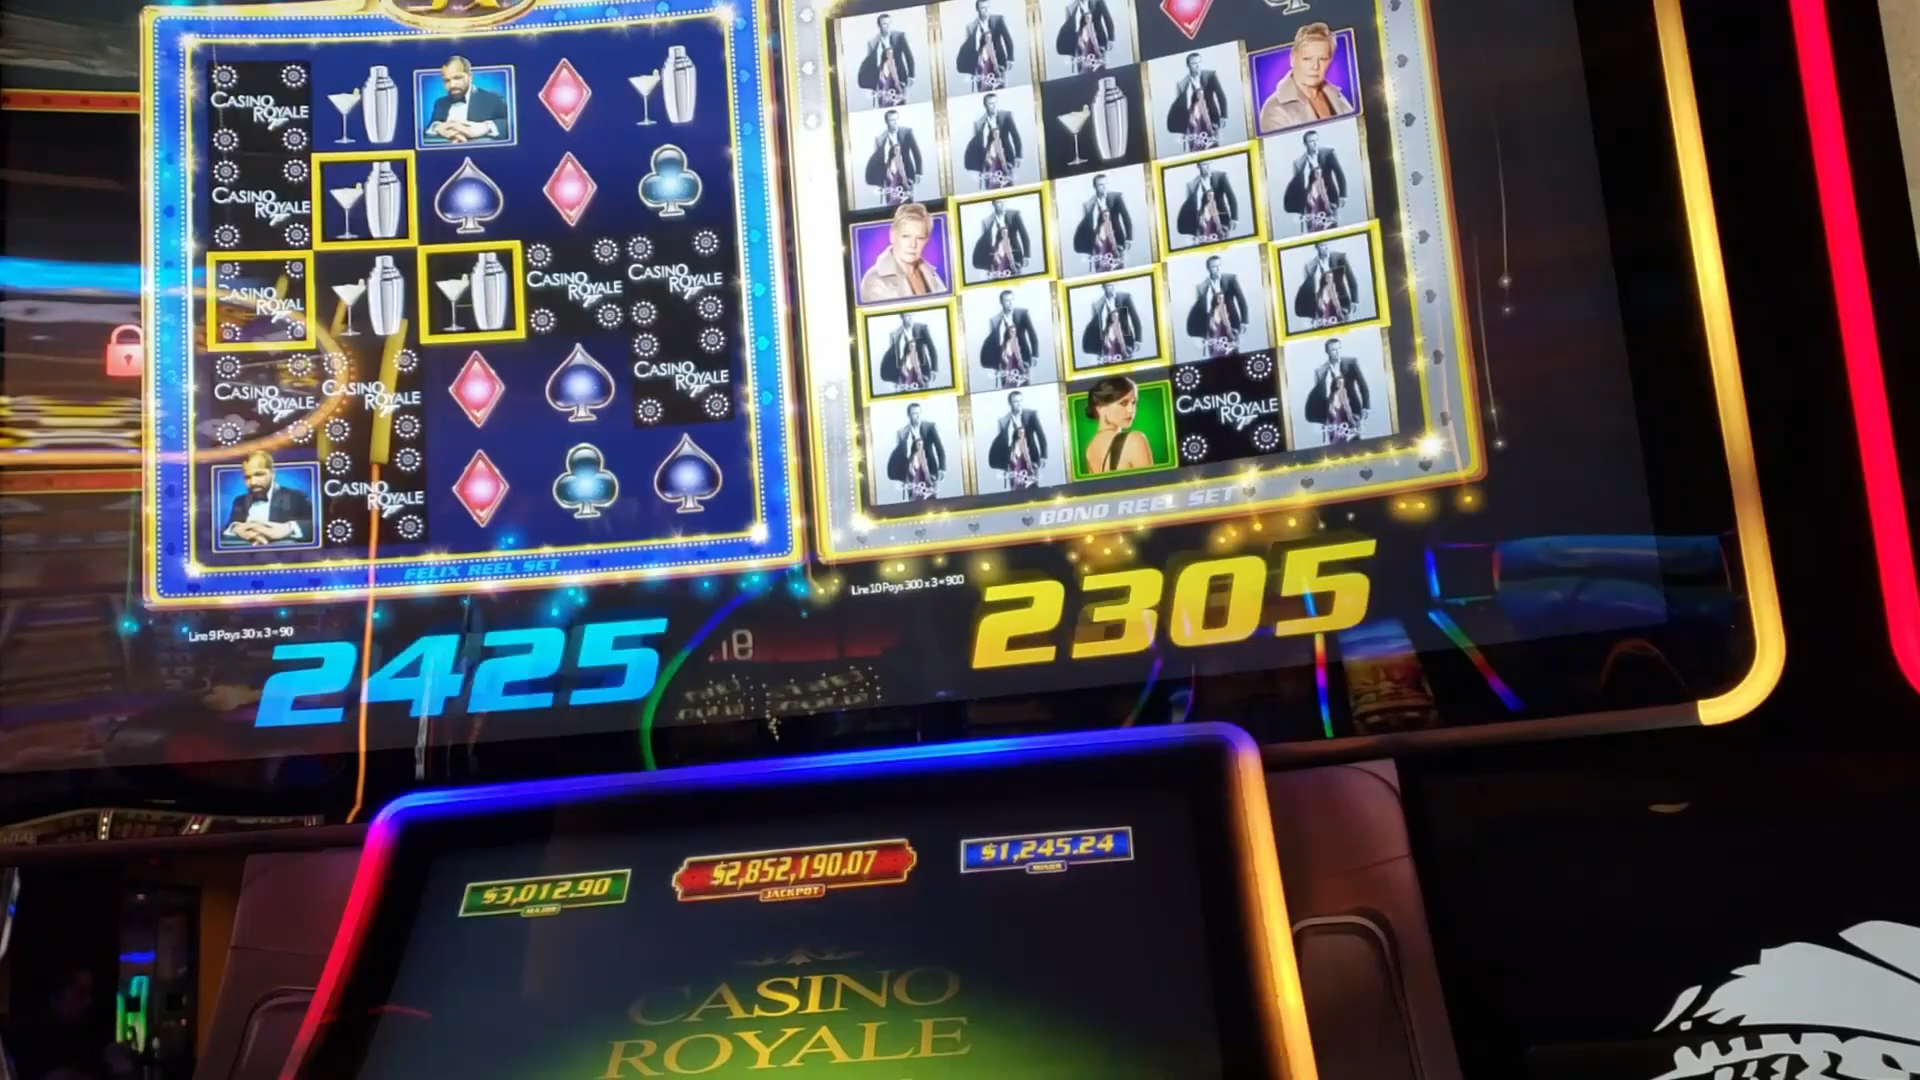 CASINO ROYALE
CASINO ROYALE
CASINO ROYAL
CASINO ROYALE
CASINO ROYALE
CASINO ROYALE
CASINO ROYALE
CASINO ROYALE
CASINO ROYALE
CASINO ROYALE
FELIX REEL SET
BOND REEL SET
Line 9 Pays 30 x 3 = 90
2425
Line 10 Pays 300 x 3 = 900
2305
$3,012.90
MAJOR
$2,852,190.07
JACKPOT
$1,245.24
MINOR
CASINO
ROYALE